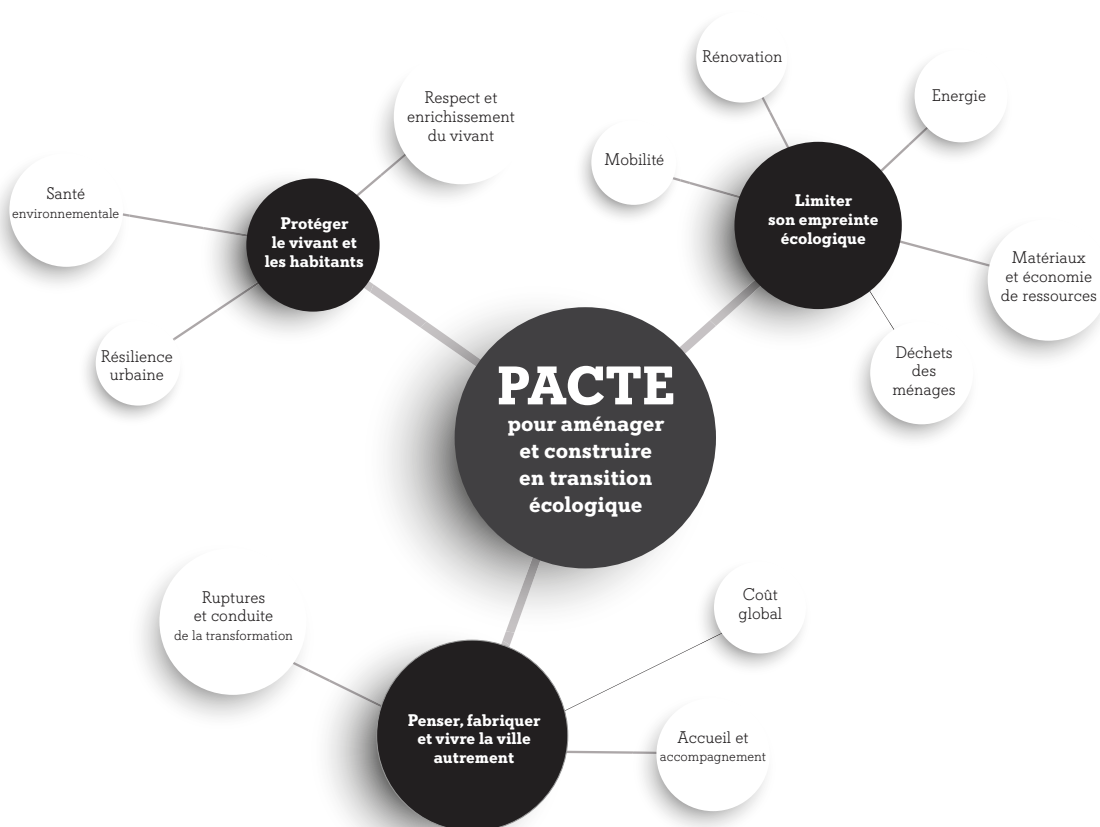 PACTE
pour aménager
et construire
en transition
écologique
Protéger
le vivant et
les habitants
Santé
environnementale
Respect et
enrichissement
du vivant
Résilience
urbaine
Limiter
son empreinte
écologique
Mobilité
Rénovation
Energie
Matériaux
et économie
de ressources
Déchets
des
ménages
Penser, fabriquer
et vivre la ville
autrement
Ruptures
et conduite
de la transformation
Coût
global
Accueil et
accompagnement